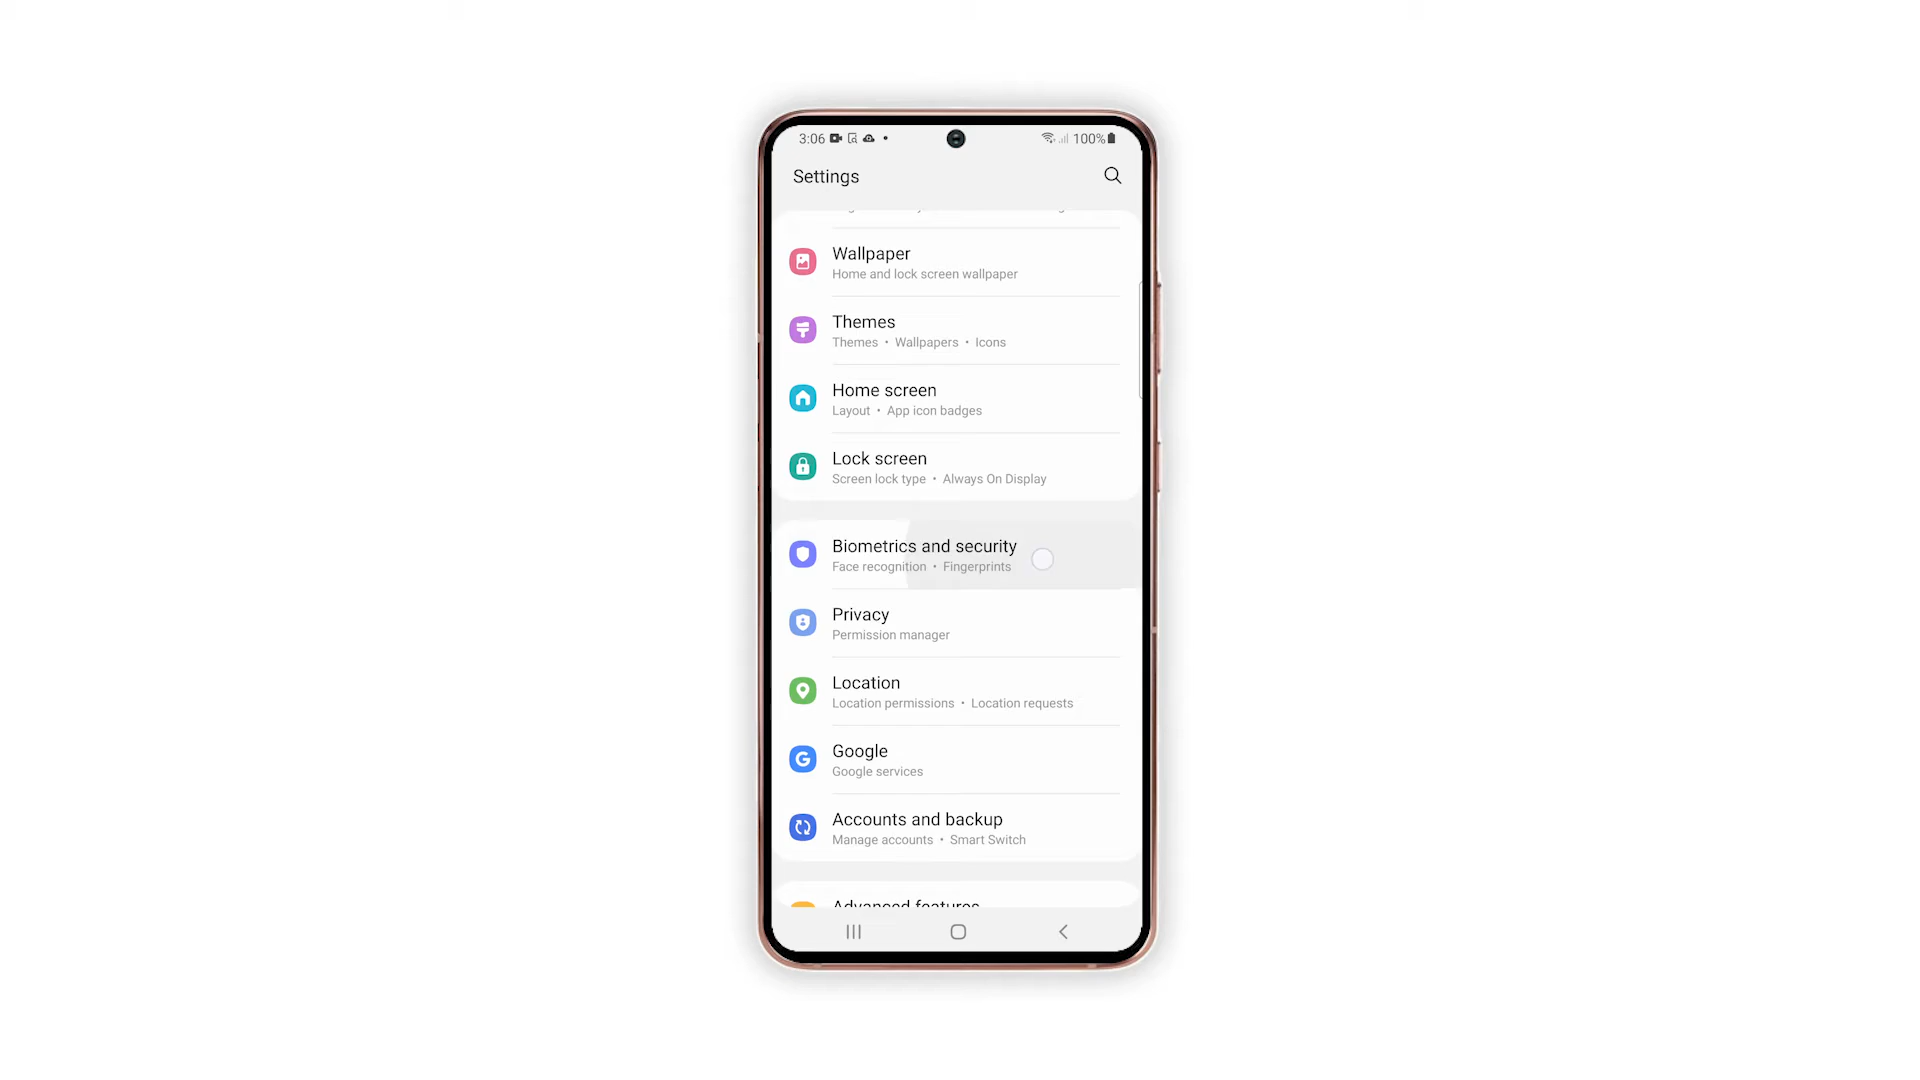 3:06
100%
Settings
Wallpaper
Home and lock screen wallpaper
Themes
Themes • Wallpapers • Icons
Home screen
Layout • App icon badges
Lock screen
Screen lock type • Always On Display
Biometrics and security
Face recognition • Fingerprints
Privacy
Permission manager
Location
Location permissions • Location requests
Google
Google services
Accounts and backup
Manage accounts • Smart Switch
Advanced features